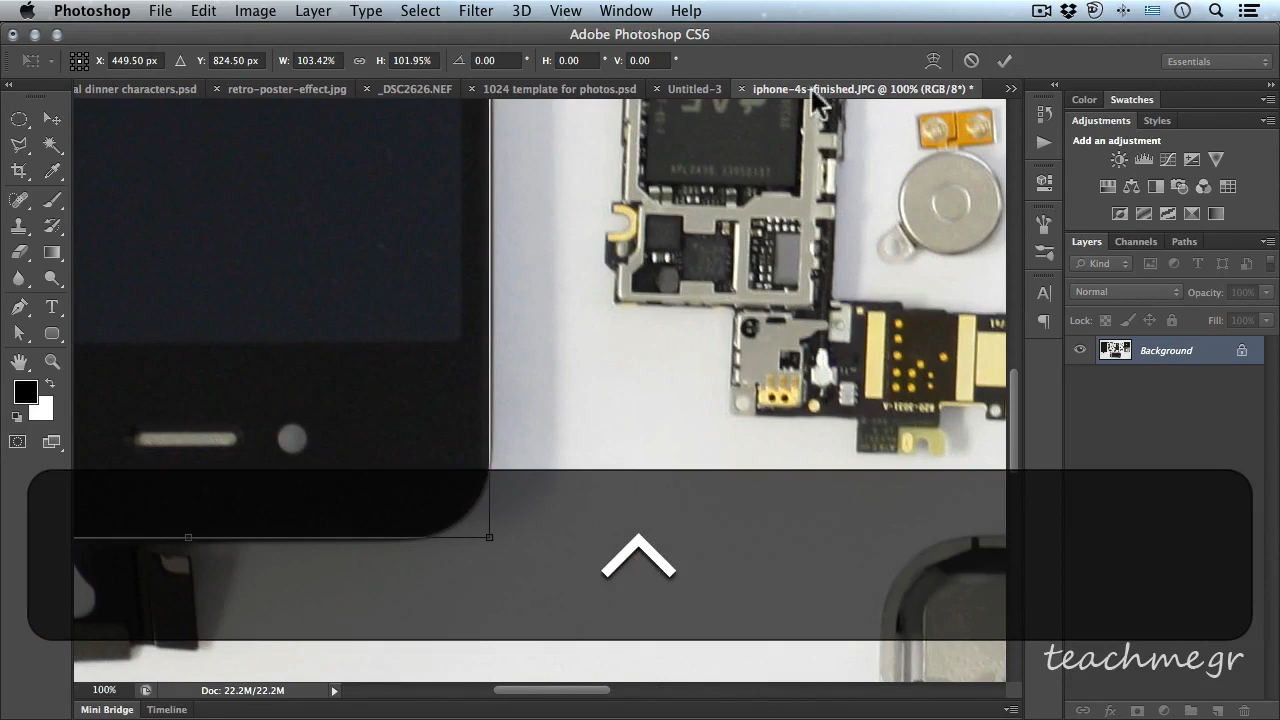 Photoshop File Edit Image Layer Type Select Filter 3D View Window Help
Adobe Photoshop CS6
X: 449.50 px Y: 824.50 px W: 103.42% H: 101.95% 0.00 ° H: 0.00 ° V: 0.00 ° Essentials
al dinner characters.psd × retro-poster-effect.jpg × _DSC2626.NEF × 1024 template for photos.psd × Untitled-3 × iphone-4s-finished.JPG @ 100% (RGB/8*) *
Color Swatches
Adjustments Styles
Add an adjustment
Layers Channels Paths
Kind
Normal Opacity: 100%
Lock: Fill: 100%
Background
820-3031-A
teachmegr
100% Doc: 22.2M/22.2M
Mini Bridge Timeline